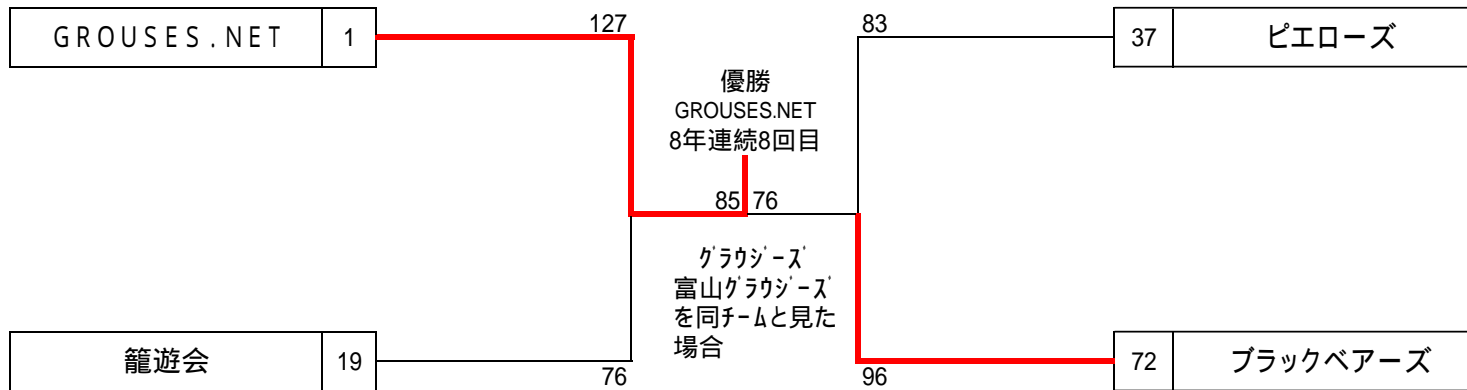 GROUSES.NET 1 127 83 37 ピエローズ
優勝
GROUSES.NET
8年連続8回目
85 76
グラウジーズ
富山グラウジーズ
を同チームと見た
場合
籠遊会 19 76 96 72 ブラックベアーズ